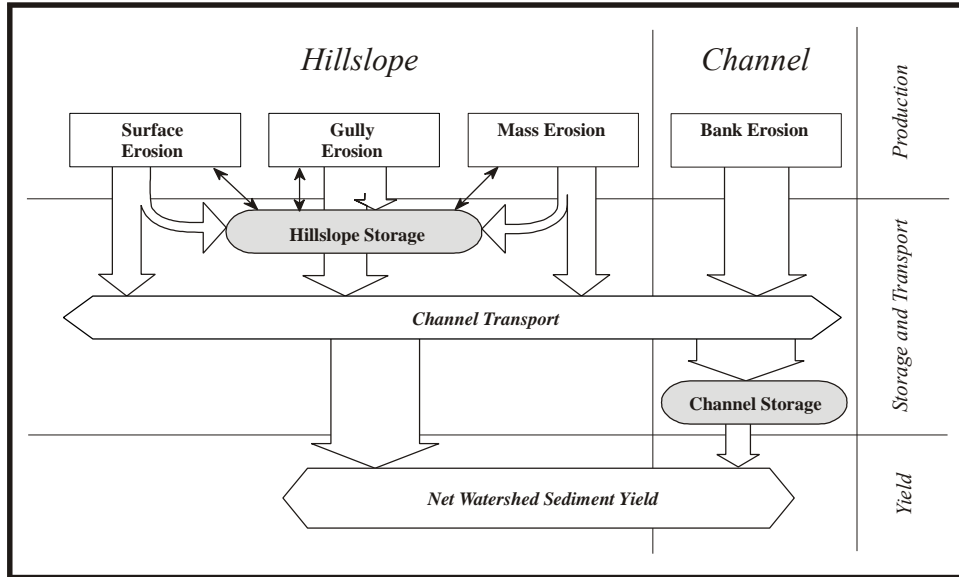 Hillslope
Channel
Production
Surface
Erosion
Gully
Erosion
Mass Erosion
Bank Erosion
Hillslope Storage
Storage and Transport
Channel Transport
Channel Storage
Net Watershed Sediment Yield
Yield